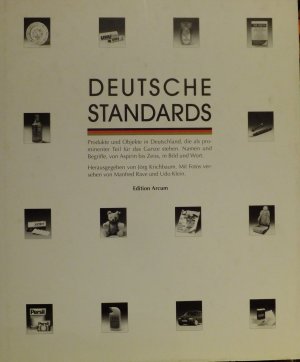 DEUTSCHE
STANDARDS
Produkte und Objekte in Deutschland, die als pro-
minenter Teil für das Ganze stehen. Namen und
Begriffe, von Aspirin bis Zeiss, in Bild und Wort.
Herausgegeben von Jörg Krichbaum. Mit Fotos ver-
sehen von Manfred Rave und Udo Klein.
Edition Arcum
Persil